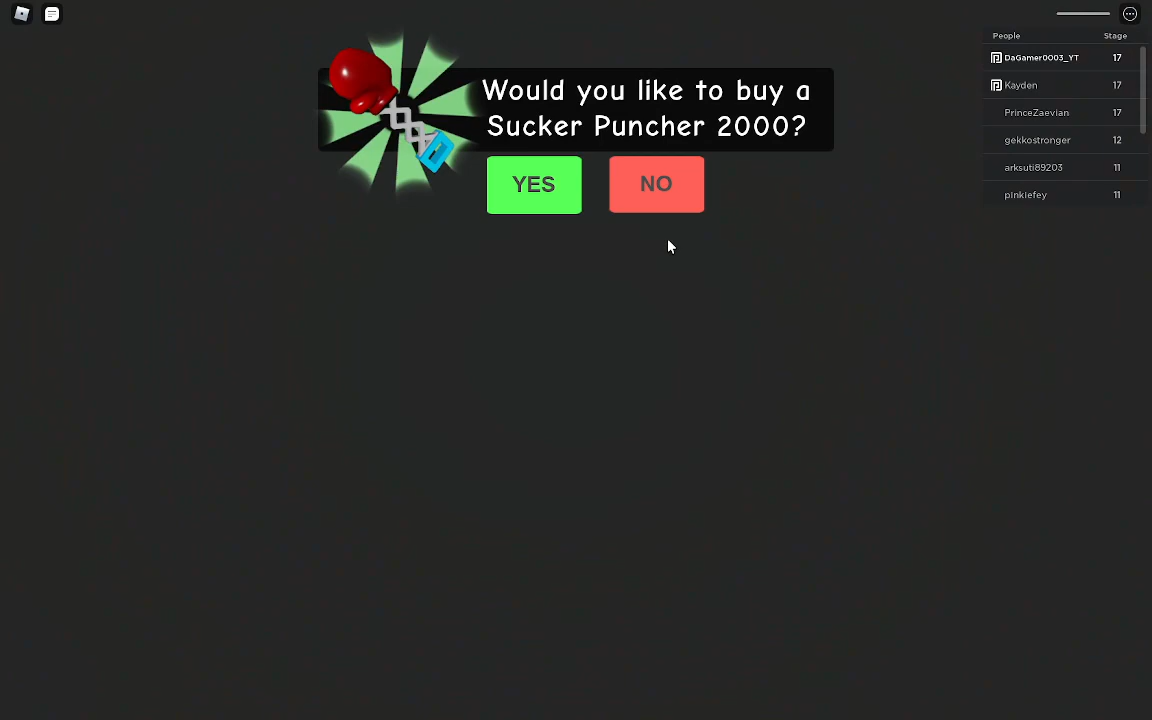 People Stage
DaGamer0003_YT 17
Kayden 17
PrinceZaevian 17
gekkostronger 12
arksuti89203 11
pinkiefey 11
Would you like to buy a
Sucker Puncher 2000?
YES NO